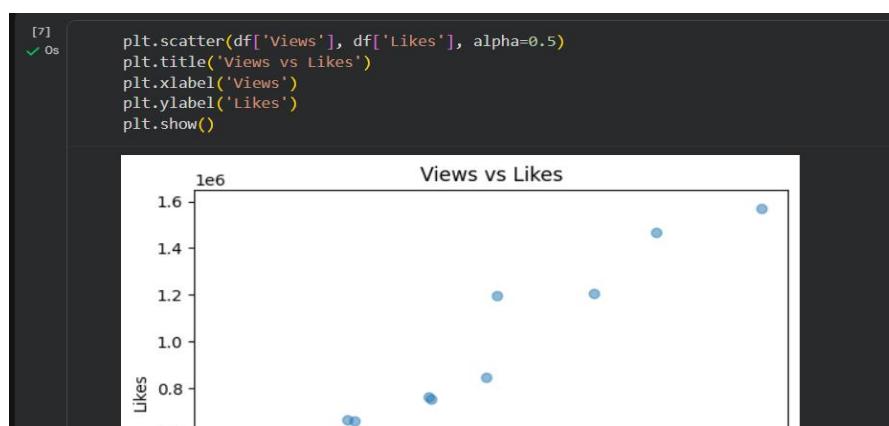 [7]
0s
plt.scatter(df['Views'], df['Likes'], alpha=0.5)
plt.title('Views vs Likes')
plt.xlabel('Views')
plt.ylabel('Likes')
plt.show()
Views vs Likes
1e6
1.6
1.4
1.2
1.0
0.8
Likes